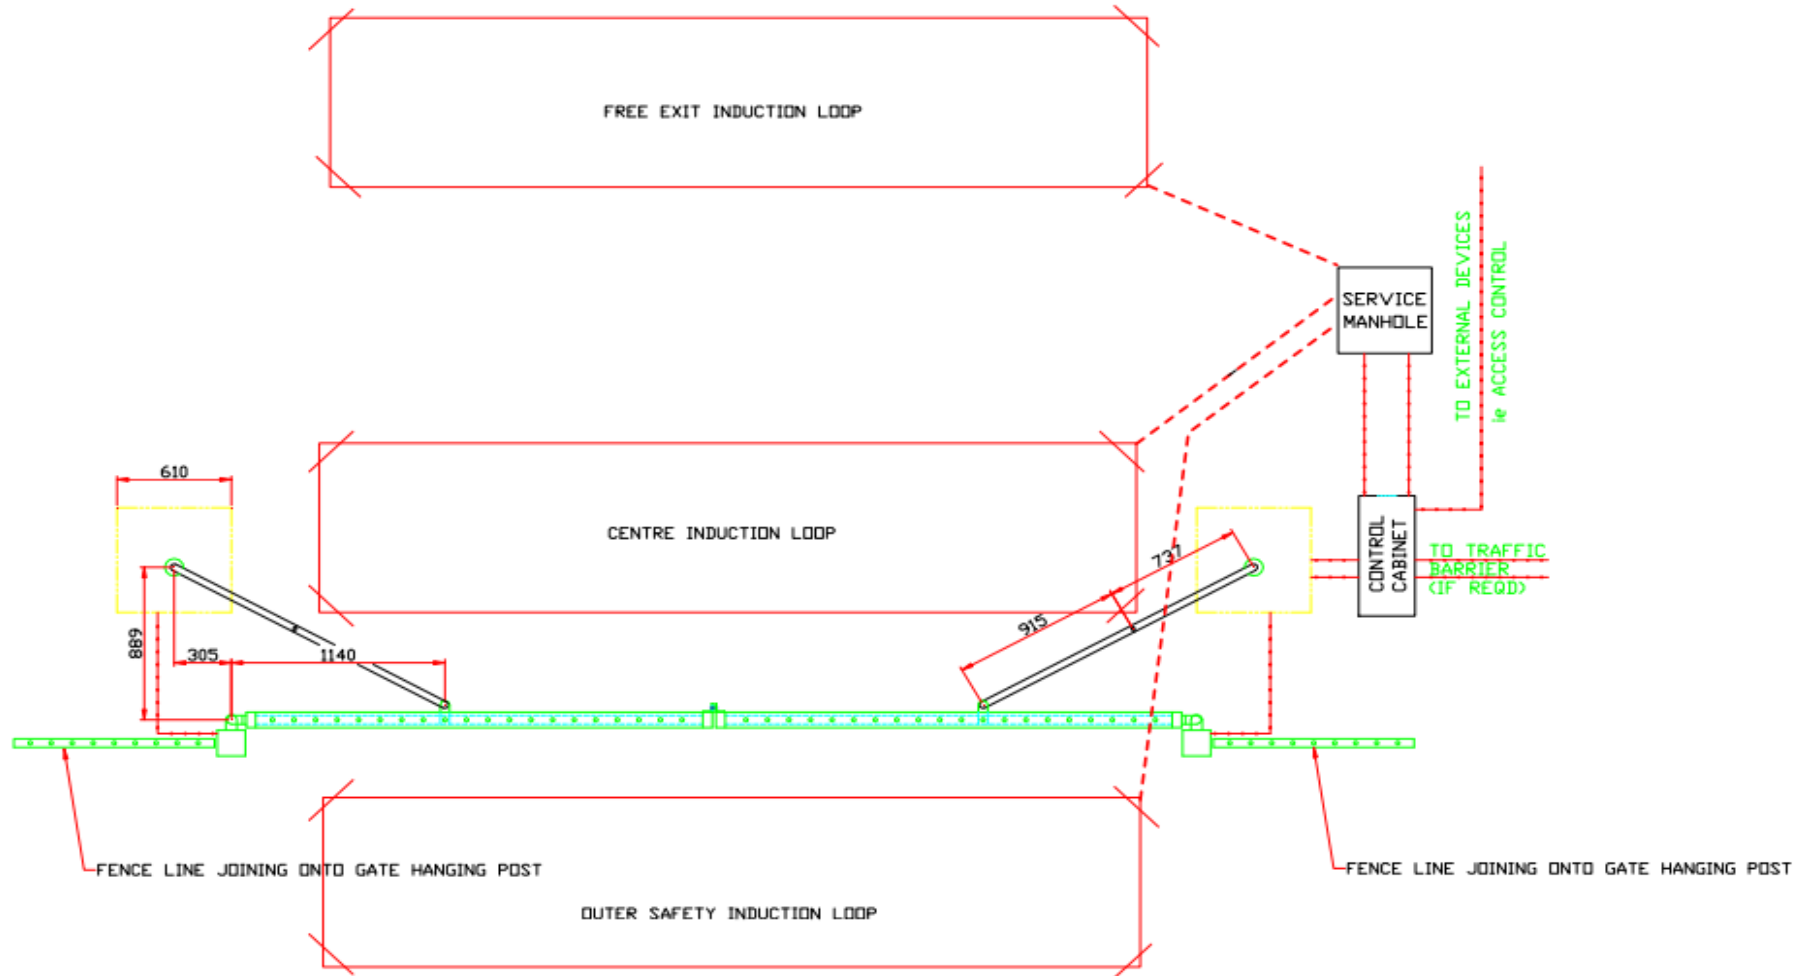 FREE EXIT INDUCTION LOOP
TO EXTERNAL DEVICES
ie ACCESS CONTROL
SERVICE
MANHOLE
610
CENTRE INDUCTION LOOP
737
915
CONTROL
CABINET
TO TRAFFIC
BARRIER
(IF REQD)
889
305
1140
FENCE LINE JOINING ONTO GATE HANGING POST
FENCE LINE JOINING ONTO GATE HANGING POST
OUTER SAFETY INDUCTION LOOP